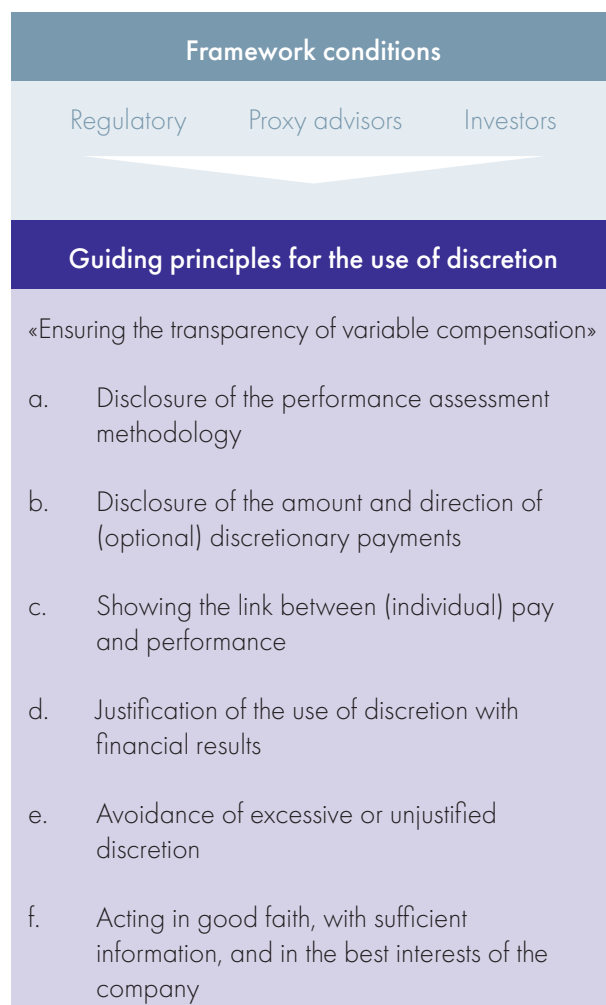 Framework conditions
Regulatory Proxy advisors Investors
Guiding principles for the use of discretion
«Ensuring the transparency of variable compensation»
a. Disclosure of the performance assessment
methodology
b. Disclosure of the amount and direction of
(optional) discretionary payments
c. Showing the link between (individual) pay
and performance
d. Justification of the use of discretion with
financial results
e. Avoidance of excessive or unjustified
discretion
f. Acting in good faith, with sufficient
information, and in the best interests of the
company